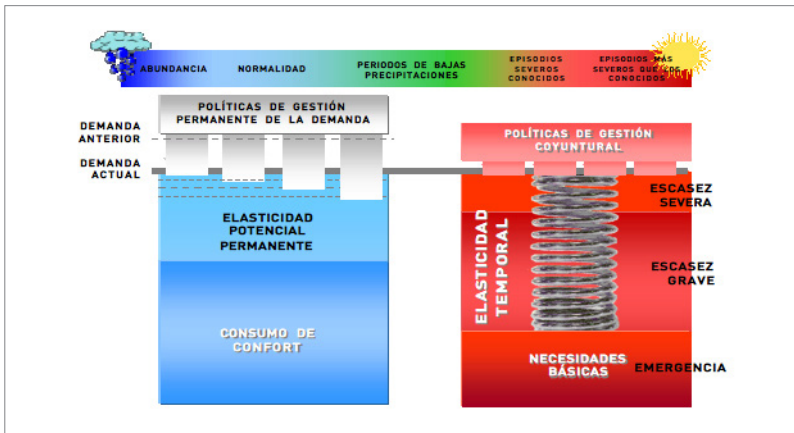 ABUNDANCIA
NORMALIDAD
PERIODOS DE BAJAS
PRECIPITACIONES
EPISODIOS
SEVEROS
CONOCIDOS
EPISODIOS MÁS
SEVEROS QUE LOS
CONOCIDOS
POLÍTICAS DE GESTIÓN
PERMANENTE DE LA DEMANDA
DEMANDA
ANTERIOR
DEMANDA
ACTUAL
ELASTICIDAD
POTENCIAL
PERMANENTE
CONSUMO DE
CONFORT
POLÍTICAS DE GESTIÓN
COYUNTURAL
ESCASEZ
SEVERA
ELASTICIDAD
TEMPORAL
ESCASEZ
GRAVE
NECESIDADES
BÁSICAS
EMERGENCIA